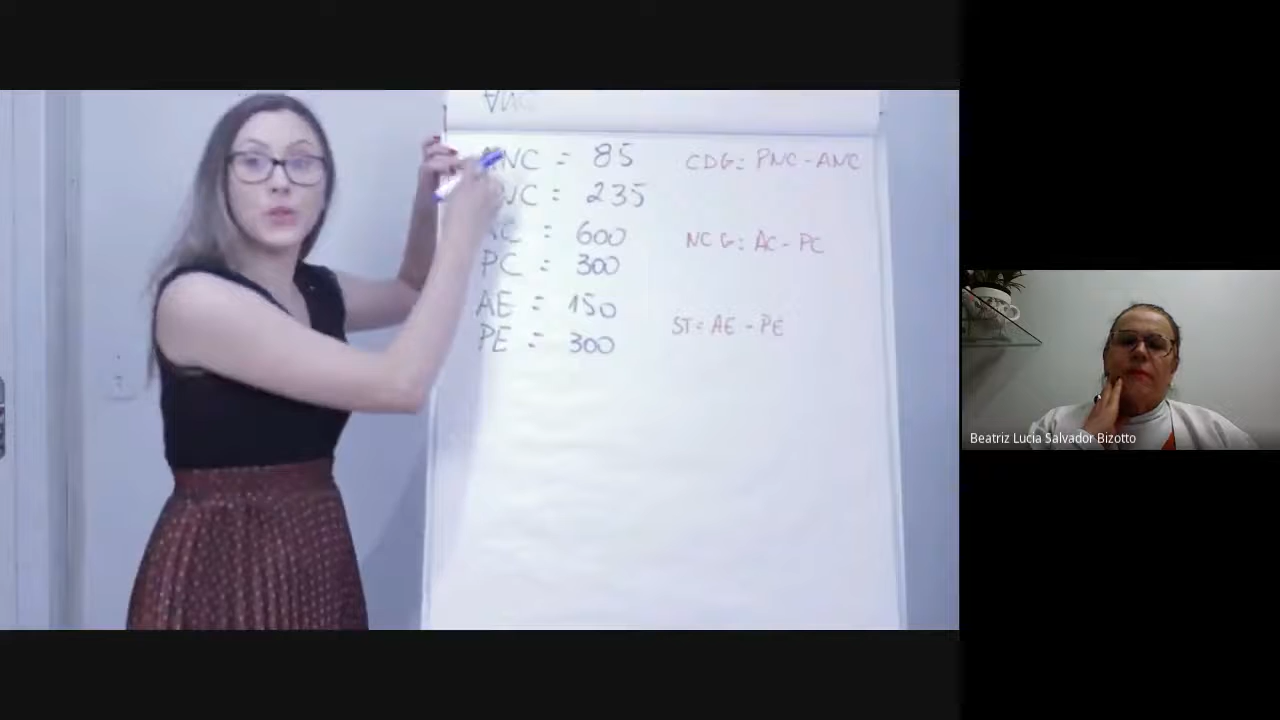 ANC = 85 CDG = PNC - ANC
NC = 235
AC = 600 NCG = AC - PC
PC = 300
AE = 150 ST = AE - PE
PE = 300
Beatriz Lucia Salvador Bizotto